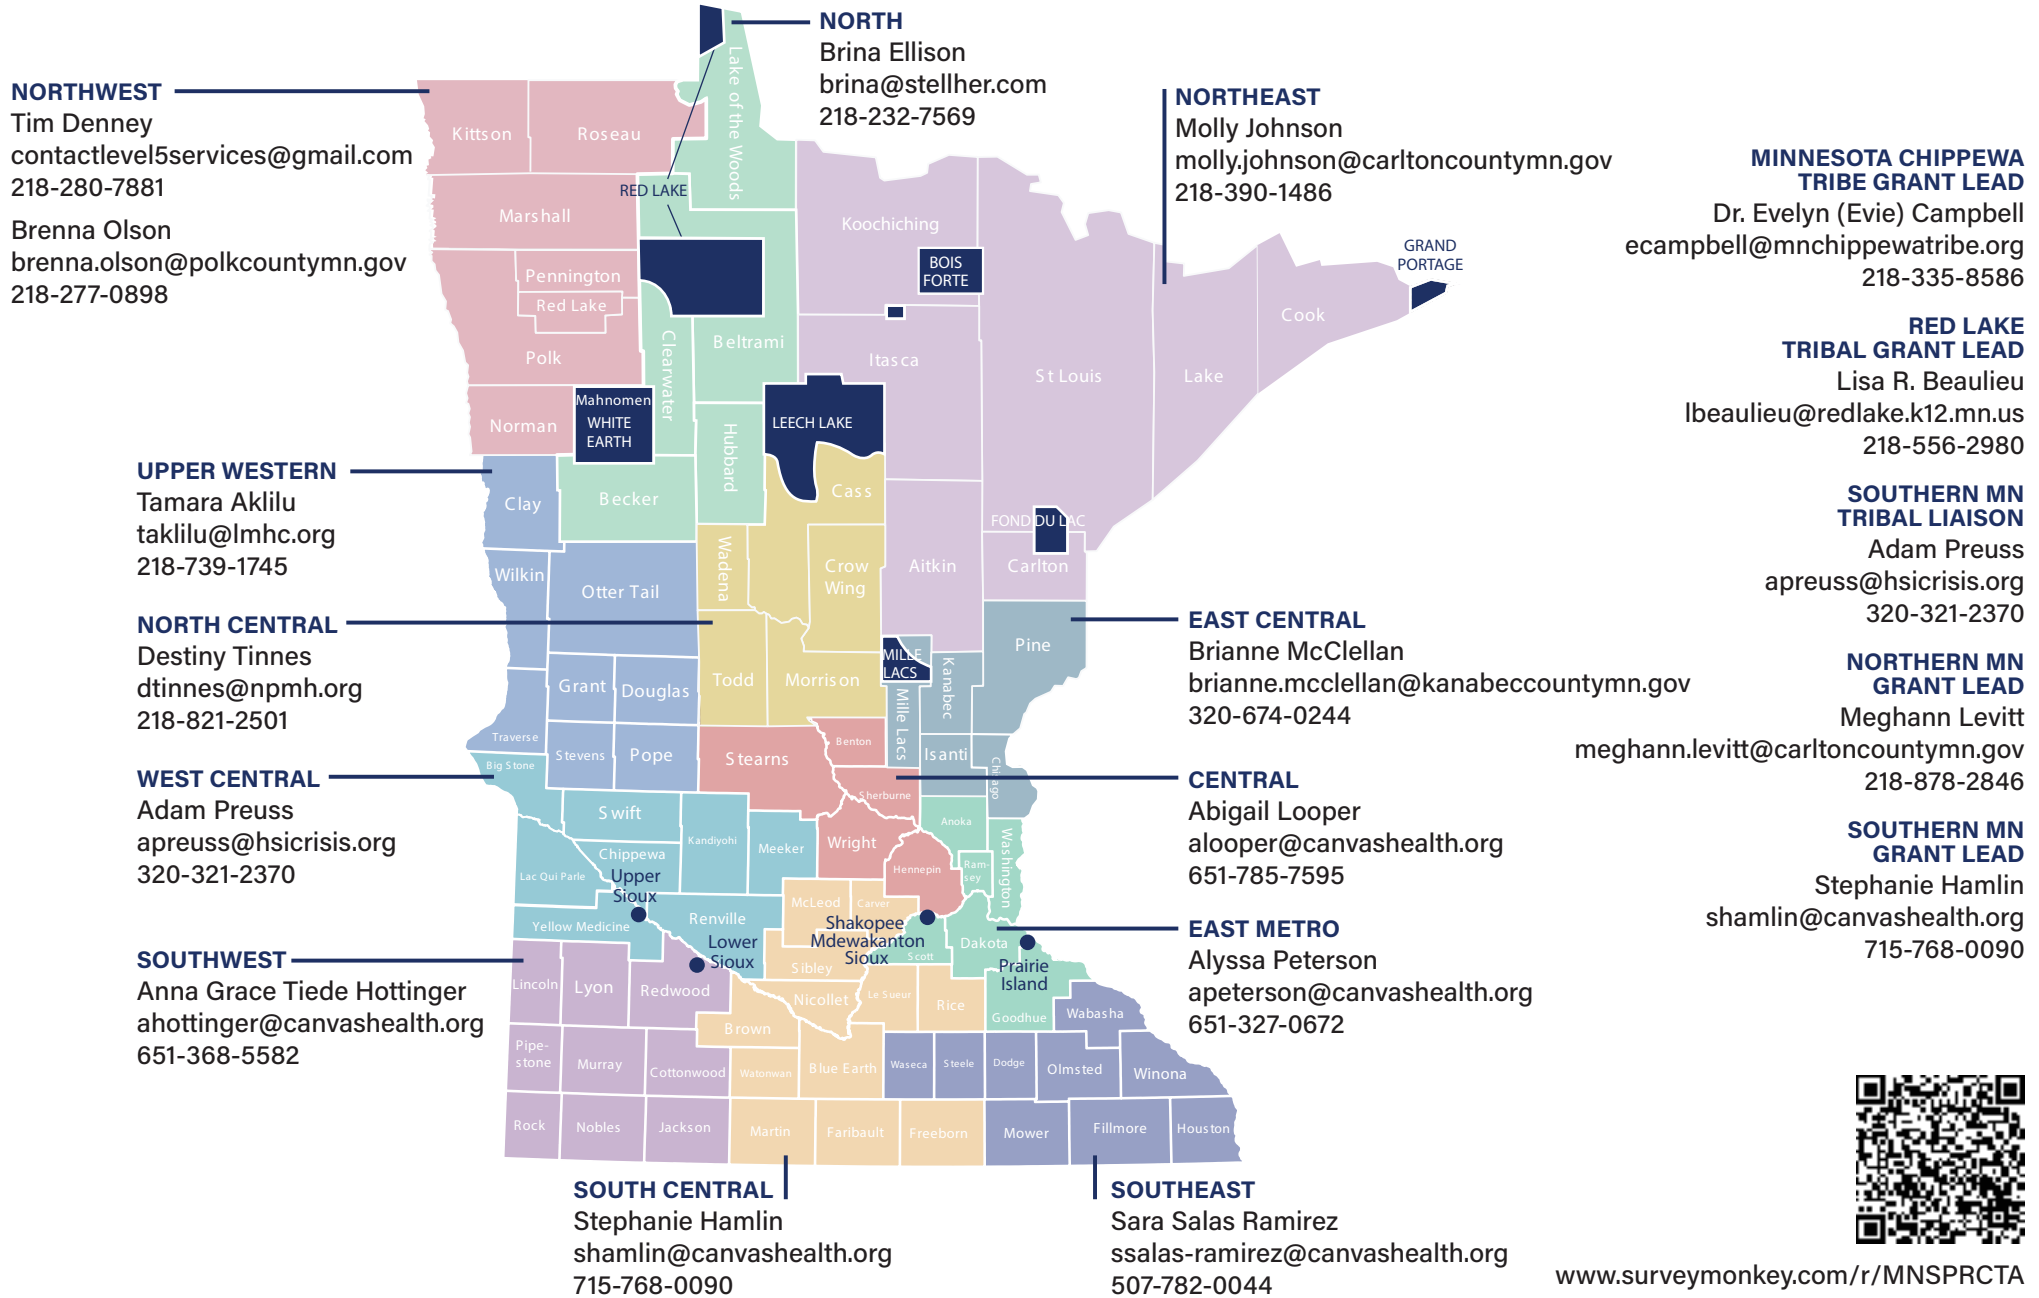 NORTH
Brina Ellison
brina@stellher.com
218-232-7569
NORTHWEST
Tim Denney
contactlevel5services@gmail.com
218-280-7881
Brenna Olson
brenna.olson@polkcountymn.gov
218-277-0898
NORTHEAST
Molly Johnson
molly.johnson@carltoncountymn.gov
218-390-1486
MINNESOTA CHIPPEWA
TRIBE GRANT LEAD
Dr. Evelyn (Evie) Campbell
ecampbell@mnchippewatribe.org
218-335-8586
RED LAKE
TRIBAL GRANT LEAD
Lisa R. Beaulieu
lbeaulieu@redlake.k12.mn.us
218-556-2980
SOUTHERN MN
TRIBAL LIAISON
Adam Preuss
apreuss@hsicrisis.org
320-321-2370
NORTHERN MN
GRANT LEAD
Meghann Levitt
meghann.levitt@carltoncountymn.gov
218-878-2846
SOUTHERN MN
GRANT LEAD
Stephanie Hamlin
shamlin@canvashealth.org
715-768-0090
UPPER WESTERN
Tamara Aklilu
taklilu@lmhc.org
218-739-1745
NORTH CENTRAL
Destiny Tinnes
dtinnes@npmh.org
218-821-2501
WEST CENTRAL
Adam Preuss
apreuss@hsicrisis.org
320-321-2370
SOUTHWEST
Anna Grace Tiede Hottinger
ahottinger@canvashealth.org
651-368-5582
EAST CENTRAL
Brianne McClellan
brianne.mcclellan@kanabeccountymn.gov
320-674-0244
CENTRAL
Abigail Looper
alooper@canvashealth.org
651-785-7595
EAST METRO
Alyssa Peterson
apeterson@canvashealth.org
651-327-0672
SOUTH CENTRAL
Stephanie Hamlin
shamlin@canvashealth.org
715-768-0090
SOUTHEAST
Sara Salas Ramirez
ssalas-ramirez@canvashealth.org
507-782-0044
www.surveymonkey.com/r/MNSPRCTA
Kittson
Roseau
Lake of the Woods
Marshall
RED LAKE
Koochiching
BOIS
FORTE
GRAND
PORTAGE
Pennington
Red Lake
Polk
Clearwater
Beltrami
Itasca
St Louis
Lake
Cook
Norman
Mahnomen
WHITE
EARTH
Hubbard
LEECH LAKE
Cass
Clay
Becker
FOND DU LAC
Wilkin
Otter Tail
Wadena
Crow
Wing
Aitkin
Carlton
Grant
Douglas
Todd
Morrison
MILLE
LACS
Mille Lacs
Kanabec
Pine
Traverse
Stevens
Pope
Stearns
Benton
Isanti
Chisago
Big Stone
Swift
Sherburne
Kandiyohi
Meeker
Wright
Anoka
Washington
Lac Qui Parle
Chippewa
Upper
Sioux
Hennepin
Ram-
sey
Yellow Medicine
Renville
McLeod
Carver
Shakopee
Mdewakanton
Sioux
Scott
Dakota
Prairie
Island
Lower
Sioux
Sibley
Lincoln
Lyon
Redwood
Nicollet
Le Sueur
Rice
Goodhue
Wabasha
Brown
Pipe-
stone
Murray
Cottonwood
Watonwan
Blue Earth
Waseca
Steele
Dodge
Olmsted
Winona
Rock
Nobles
Jackson
Martin
Faribault
Freeborn
Mower
Fillmore
Houston